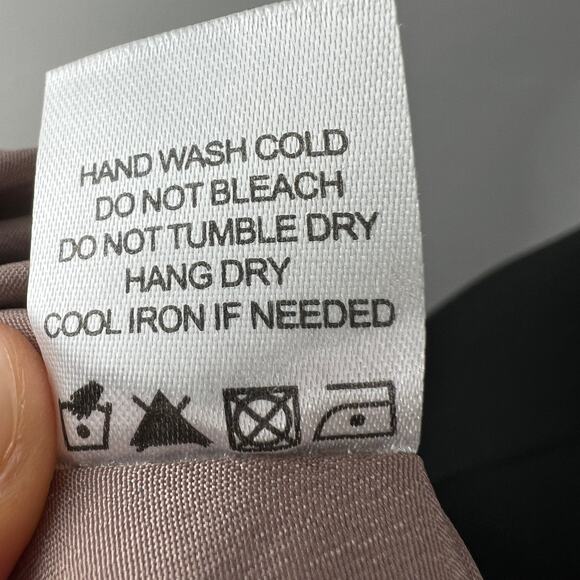 HAND WASH COLD
DO NOT BLEACH
DO NOT TUMBLE DRY
HANG DRY
COOL IRON IF NEEDED